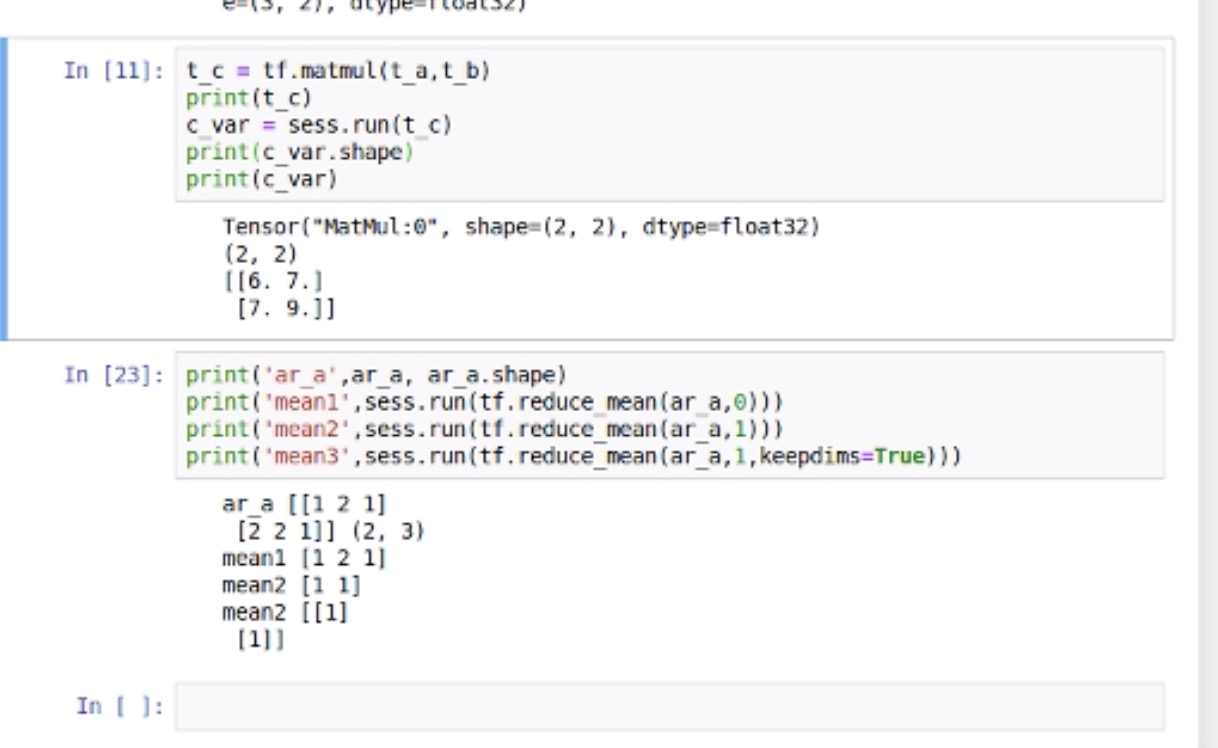 e=(3, 2), dtype=float32)
In [11]: t_c = tf.matmul(t_a,t_b)
print(t_c)
c_var = sess.run(t_c)
print(c_var.shape)
print(c_var)
Tensor("MatMul:0", shape=(2, 2), dtype=float32)
(2, 2)
[[6. 7.]
[7. 9.]]
In [23]: print('ar_a',ar_a, ar_a.shape)
print('mean1',sess.run(tf.reduce_mean(ar_a,0)))
print('mean2',sess.run(tf.reduce_mean(ar_a,1)))
print('mean3',sess.run(tf.reduce_mean(ar_a,1,keepdims=True)))
ar_a [[1 2 1]
[2 2 1]] (2, 3)
mean1 [1 2 1]
mean2 [1 1]
mean2 [[1]
[1]]
In [ ]: